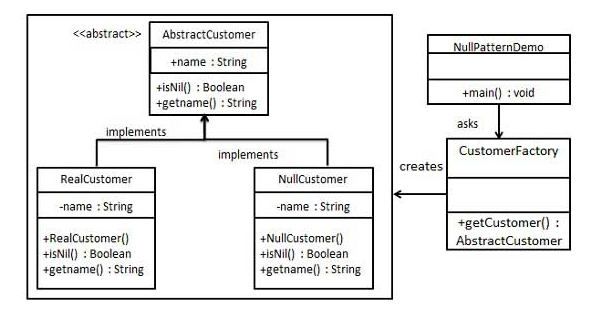 <<abstract>>
AbstractCustomer
+name : String
+isNil() : Boolean
+getname() : String
implements
implements
RealCustomer
-name : String
+RealCustomer()
+isNil() : Boolean
+getname() : String
NullCustomer
-name : String
+NullCustomer()
+isNil() : Boolean
+getname() : String
NullPatternDemo
+main() : void
asks
creates
CustomerFactory
+getCustomer() :
AbstractCustomer